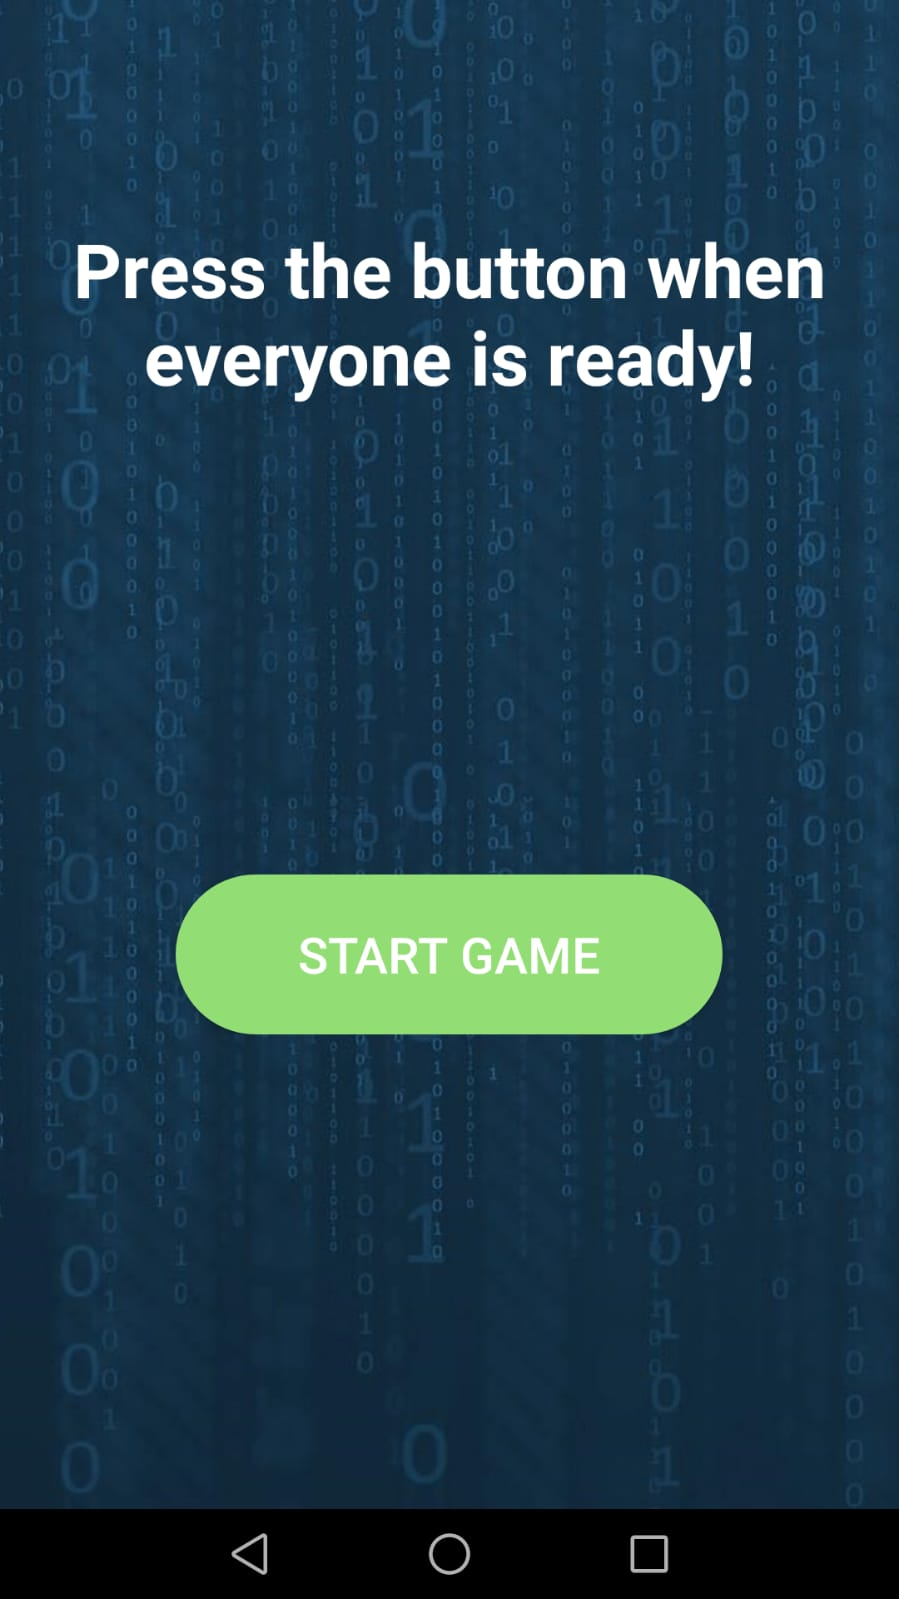 Press the button when
everyone is ready!
START GAME